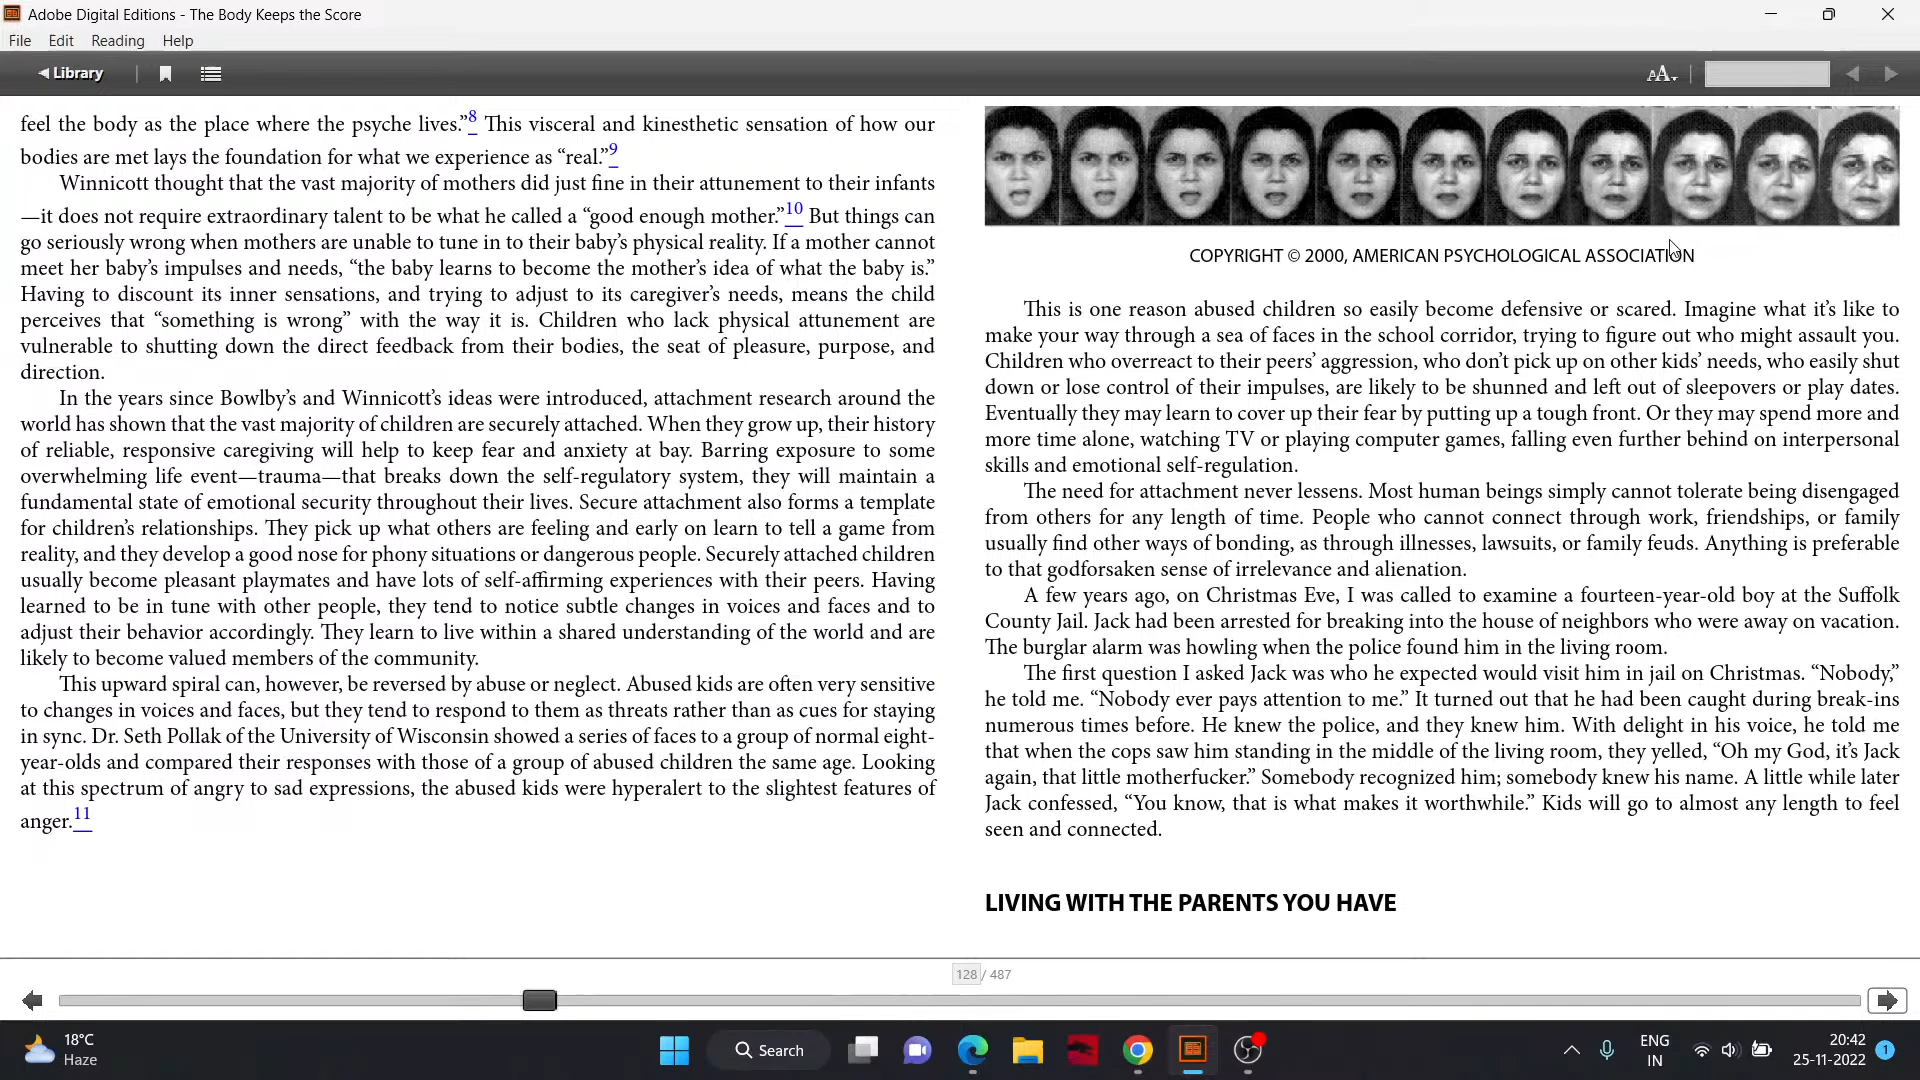 Adobe Digital Editions - The Body Keeps the Score
File Edit Reading Help
Library
AA
feel the body as the place where the psyche lives.”8 This visceral and kinesthetic sensation of how our
bodies are met lays the foundation for what we experience as “real.”9
Winnicott thought that the vast majority of mothers did just fine in their attunement to their infants
—it does not require extraordinary talent to be what he called a “good enough mother.”10 But things can
go seriously wrong when mothers are unable to tune in to their baby’s physical reality. If a mother cannot
meet her baby’s impulses and needs, “the baby learns to become the mother’s idea of what the baby is.”
Having to discount its inner sensations, and trying to adjust to its caregiver’s needs, means the child
perceives that “something is wrong” with the way it is. Children who lack physical attunement are
vulnerable to shutting down the direct feedback from their bodies, the seat of pleasure, purpose, and
direction.
In the years since Bowlby’s and Winnicott’s ideas were introduced, attachment research around the
world has shown that the vast majority of children are securely attached. When they grow up, their history
of reliable, responsive caregiving will help to keep fear and anxiety at bay. Barring exposure to some
overwhelming life event—trauma—that breaks down the self-regulatory system, they will maintain a
fundamental state of emotional security throughout their lives. Secure attachment also forms a template
for children’s relationships. They pick up what others are feeling and early on learn to tell a game from
reality, and they develop a good nose for phony situations or dangerous people. Securely attached children
usually become pleasant playmates and have lots of self-affirming experiences with their peers. Having
learned to be in tune with other people, they tend to notice subtle changes in voices and faces and to
adjust their behavior accordingly. They learn to live within a shared understanding of the world and are
likely to become valued members of the community.
This upward spiral can, however, be reversed by abuse or neglect. Abused kids are often very sensitive
to changes in voices and faces, but they tend to respond to them as threats rather than as cues for staying
in sync. Dr. Seth Pollak of the University of Wisconsin showed a series of faces to a group of normal eight-
year-olds and compared their responses with those of a group of abused children the same age. Looking
at this spectrum of angry to sad expressions, the abused kids were hyperalert to the slightest features of
anger.11
COPYRIGHT © 2000, AMERICAN PSYCHOLOGICAL ASSOCIATION
This is one reason abused children so easily become defensive or scared. Imagine what it’s like to
make your way through a sea of faces in the school corridor, trying to figure out who might assault you.
Children who overreact to their peers’ aggression, who don’t pick up on other kids’ needs, who easily shut
down or lose control of their impulses, are likely to be shunned and left out of sleepovers or play dates.
Eventually they may learn to cover up their fear by putting up a tough front. Or they may spend more and
more time alone, watching TV or playing computer games, falling even further behind on interpersonal
skills and emotional self-regulation.
The need for attachment never lessens. Most human beings simply cannot tolerate being disengaged
from others for any length of time. People who cannot connect through work, friendships, or family
usually find other ways of bonding, as through illnesses, lawsuits, or family feuds. Anything is preferable
to that godforsaken sense of irrelevance and alienation.
A few years ago, on Christmas Eve, I was called to examine a fourteen-year-old boy at the Suffolk
County Jail. Jack had been arrested for breaking into the house of neighbors who were away on vacation.
The burglar alarm was howling when the police found him in the living room.
The first question I asked Jack was who he expected would visit him in jail on Christmas. “Nobody,”
he told me. “Nobody ever pays attention to me.” It turned out that he had been caught during break-ins
numerous times before. He knew the police, and they knew him. With delight in his voice, he told me
that when the cops saw him standing in the middle of the living room, they yelled, “Oh my God, it’s Jack
again, that little motherfucker.” Somebody recognized him; somebody knew his name. A little while later
Jack confessed, “You know, that is what makes it worthwhile.” Kids will go to almost any length to feel
seen and connected.
LIVING WITH THE PARENTS YOU HAVE
128 / 487
18°C
Haze
Search
ENG
IN
20:42
25-11-2022
1